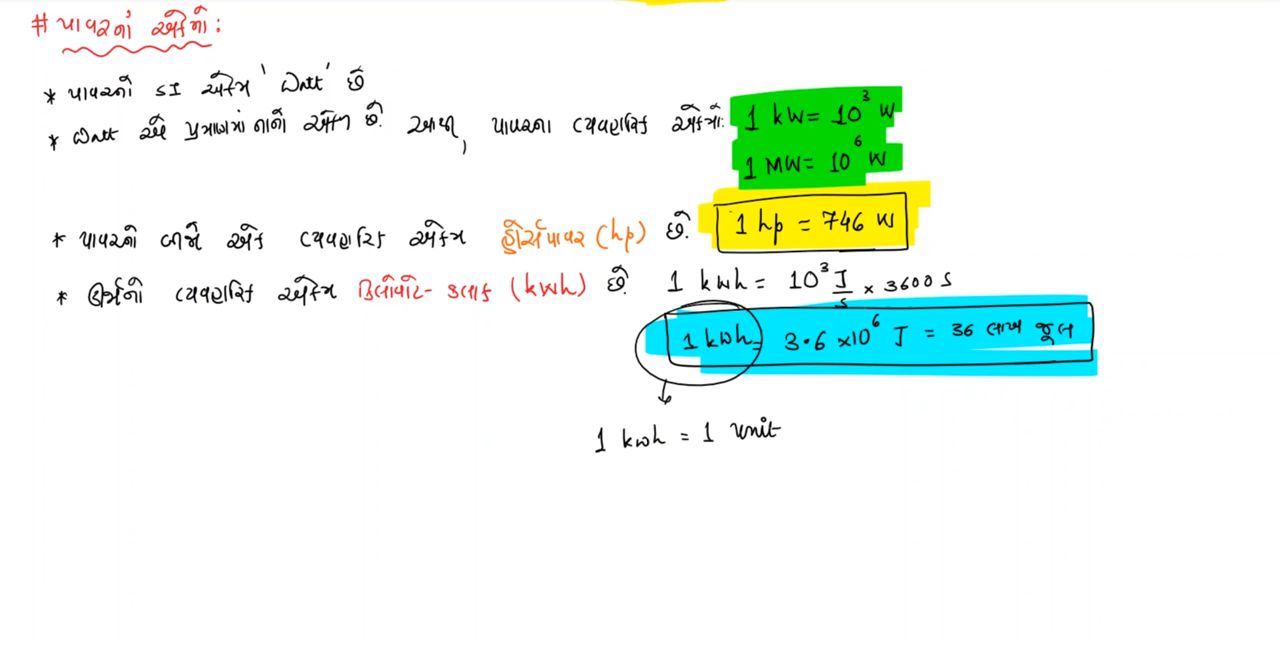 # પાવરનાં એકમો :
* પાવરનો SI એકમ 'Watt' છે
* Watt એ પ્રમાણમાં નાનો એકમ છે. આથી, પાવરના વ્યવહારિક એકમો: 1 kW = 10³ W
1 MW = 10⁶ W
* પાવરનો બીજો એક વ્યવહારિક એકમ હોર્સપાવર (hp) છે. 1 hp = 746 W
* ઊર્જાનો વ્યવહારિક એકમ કિલોવોટ-કલાક (kwh) છે. 1 kwh = 10³ J/s × 3600 s
1 kwh = 3.6 × 10⁶ J = 36 લાખ જૂલ
1 kwh = 1 unit